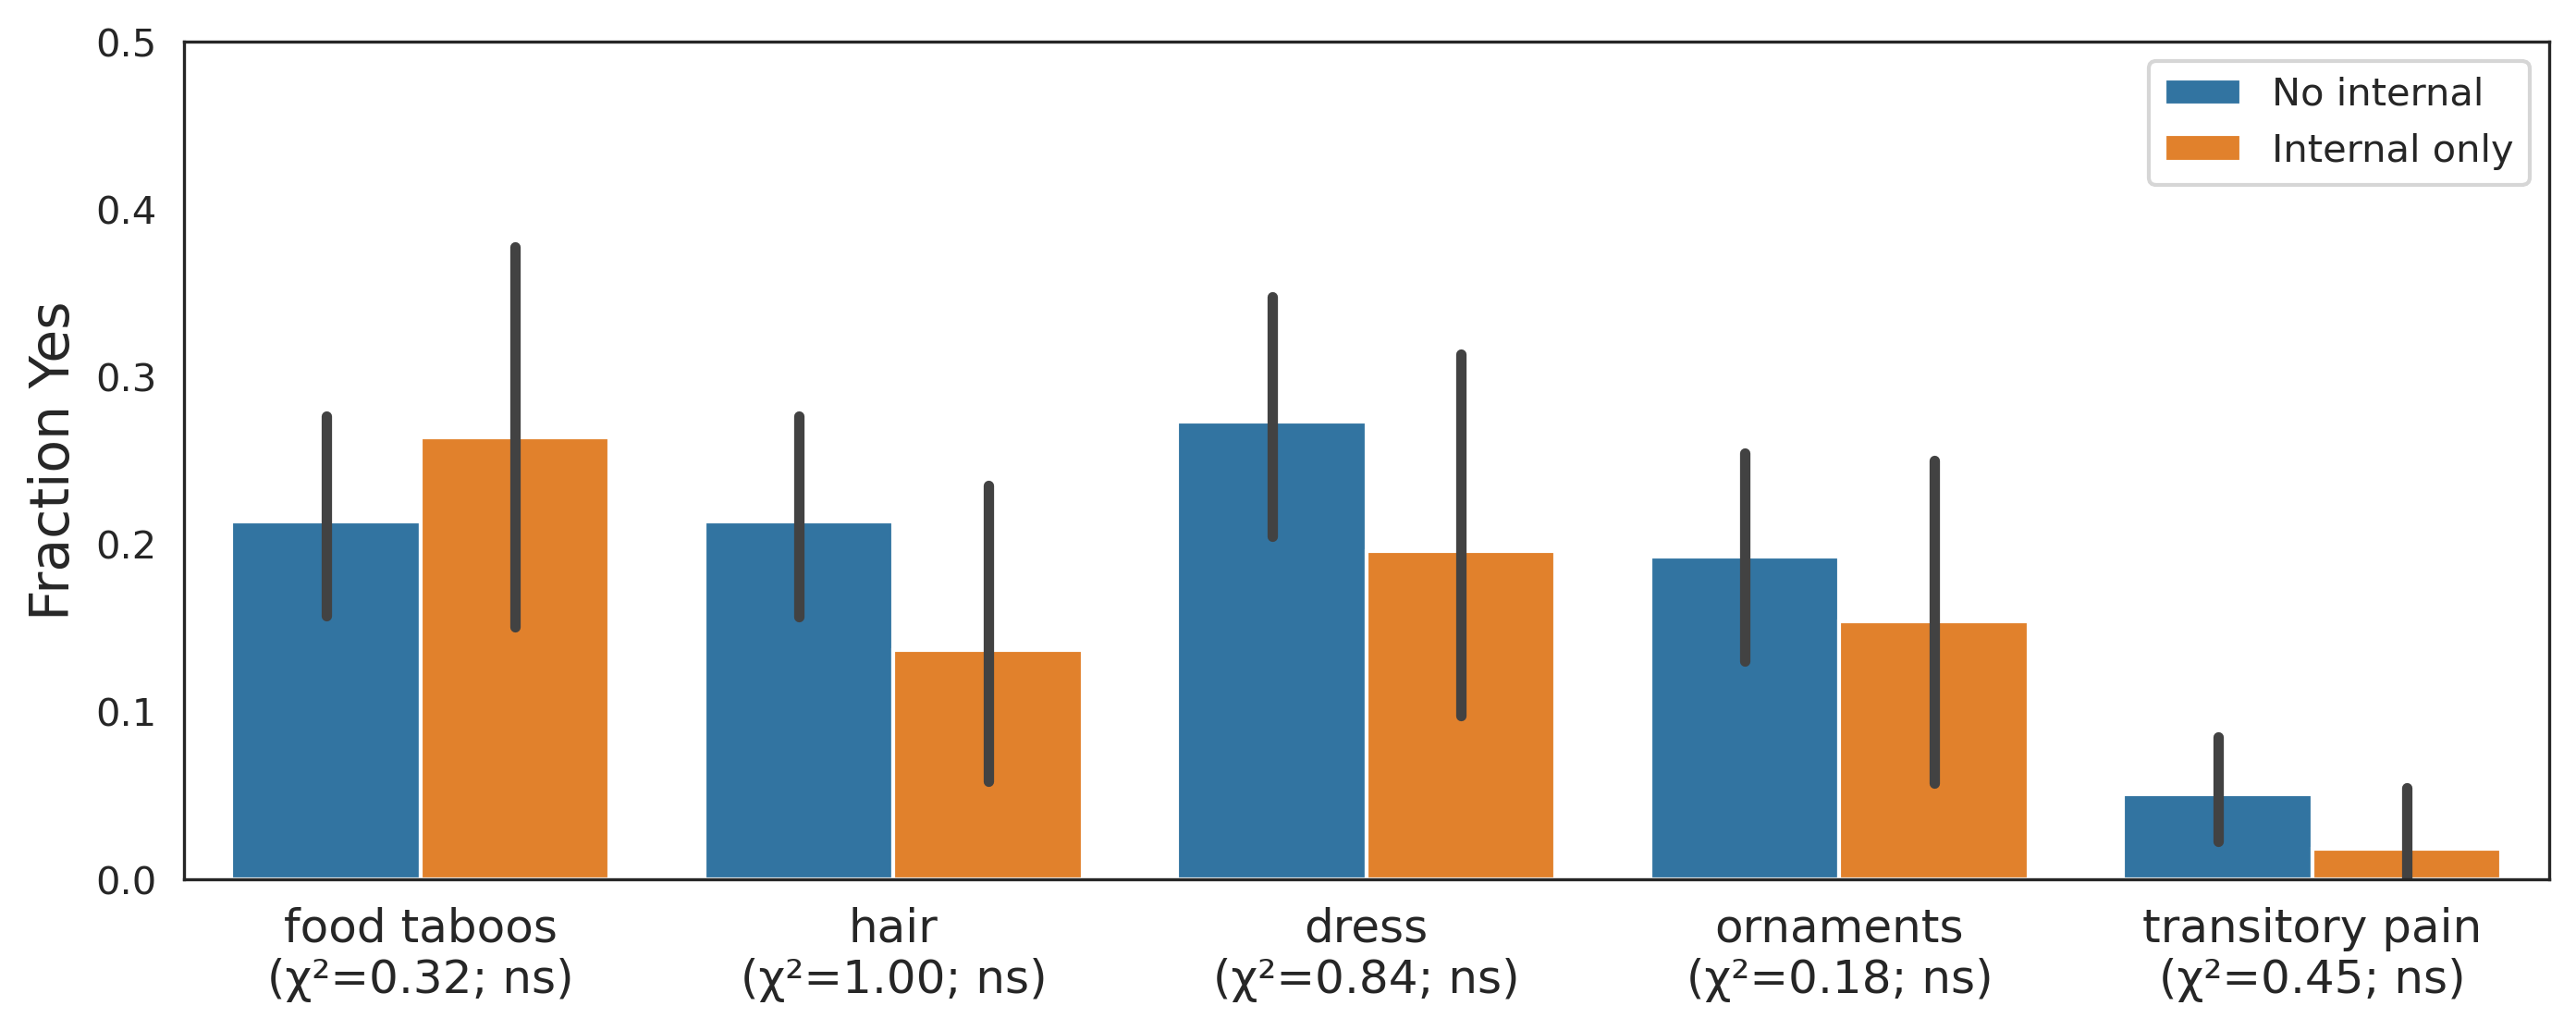 Fraction Yes
0.5
0.4
0.3
0.2
0.1
0.0
No internal
Internal only
food taboos
(χ²=0.32; ns)
hair
(χ²=1.00; ns)
dress
(χ²=0.84; ns)
ornaments
(χ²=0.18; ns)
transitory pain
(χ²=0.45; ns)